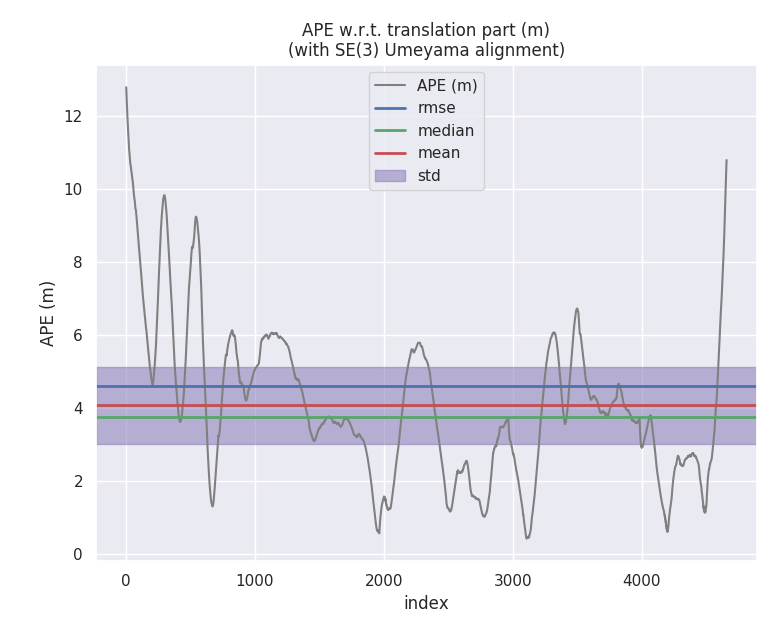 APE w.r.t. translation part (m)
(with SE(3) Umeyama alignment)
APE (m)
rmse
median
mean
std
APE (m)
12
10
8
6
4
2
0
0 1000 2000 3000 4000
index